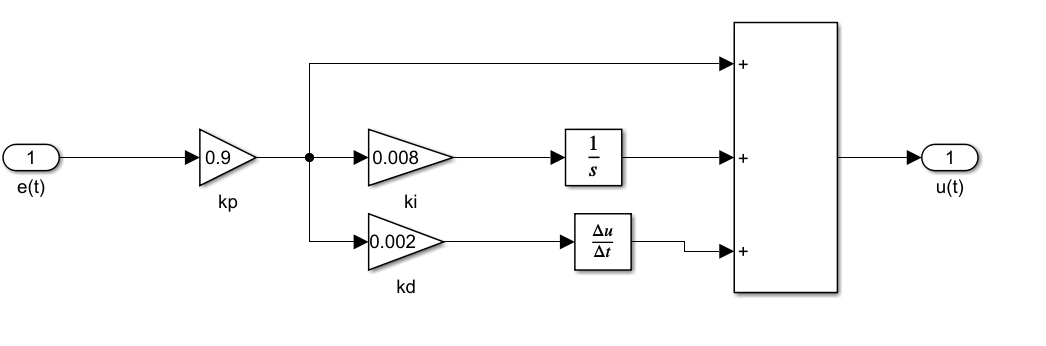 +
1
0.9
0.008
1
s
+
1
e(t)
kp
ki
u(t)
0.002
Δu
Δt
+
kd